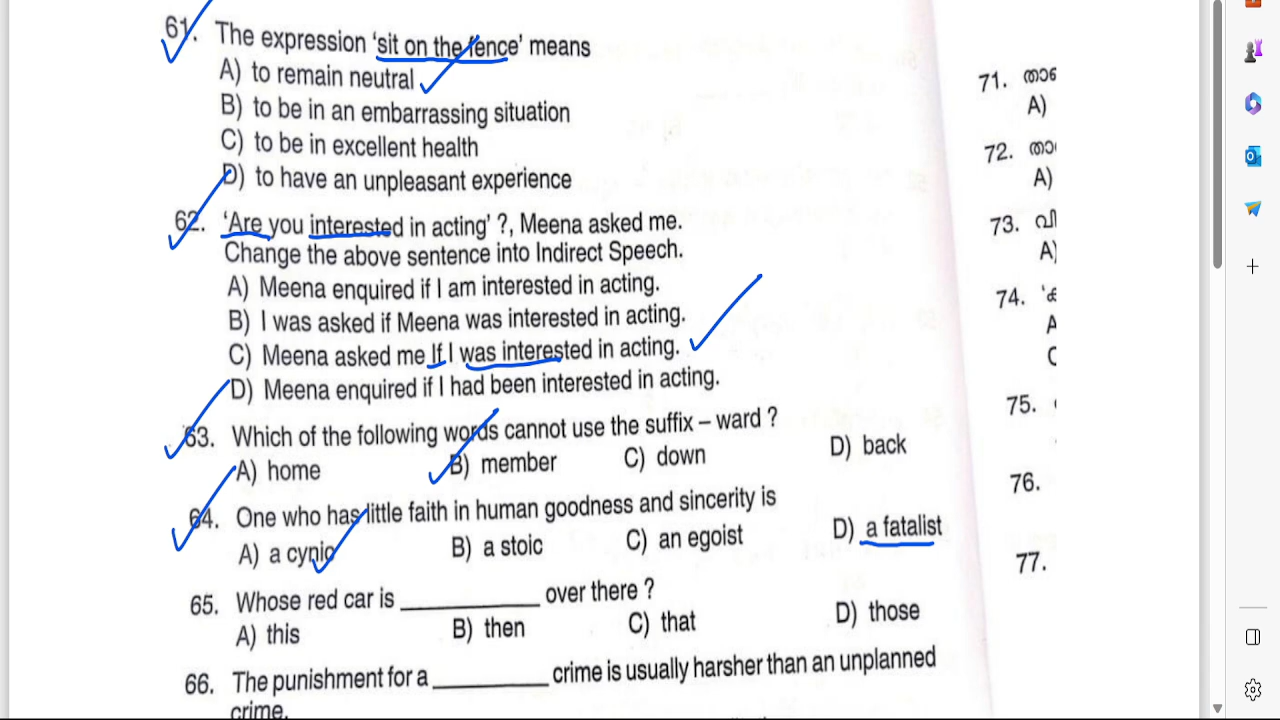 61. The expression 'sit on the fence' means
A) to remain neutral
B) to be in an embarrassing situation
C) to be in excellent health
D) to have an unpleasant experience
62. 'Are you interested in acting' ?, Meena asked me.
Change the above sentence into Indirect Speech.
A) Meena enquired if I am interested in acting.
B) I was asked if Meena was interested in acting.
C) Meena asked me If I was interested in acting.
D) Meena enquired if I had been interested in acting.
63. Which of the following words cannot use the suffix – ward ?
A) home B) member C) down D) back
64. One who has little faith in human goodness and sincerity is
A) a cynic B) a stoic C) an egoist D) a fatalist
65. Whose red car is ____________ over there ?
A) this B) then C) that D) those
66. The punishment for a __________ crime is usually harsher than an unplanned
crime.
71.
A)
72.
A)
73.
A)
74.
A
C
75.
76.
77.